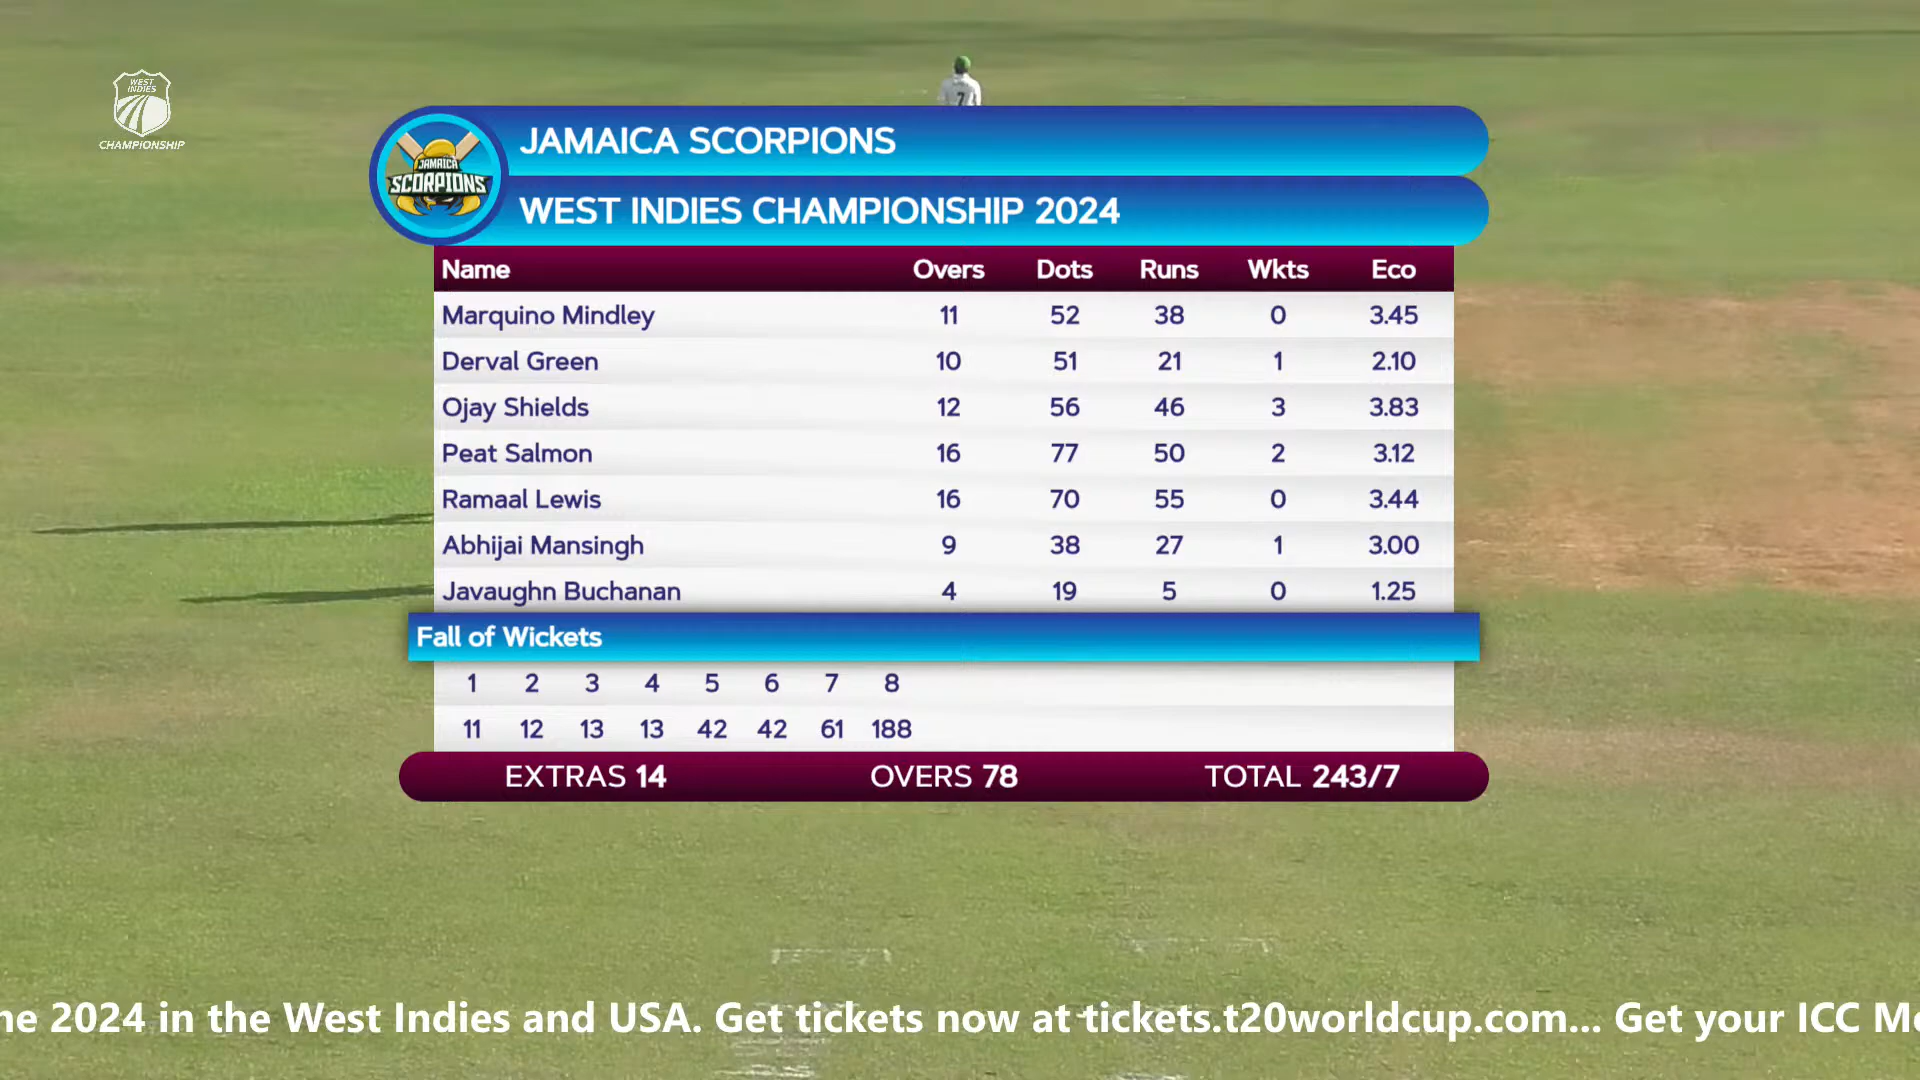 WEST
INDIES
CHAMPIONSHIP
7
JAMAICA
SCORPIONS
JAMAICA SCORPIONS
WEST INDIES CHAMPIONSHIP 2024
Name Overs Dots Runs Wkts Eco
Marquino Mindley 11 52 38 0 3.45
Derval Green 10 51 21 1 2.10
Ojay Shields 12 56 46 3 3.83
Peat Salmon 16 77 50 2 3.12
Ramaal Lewis 16 70 55 0 3.44
Abhijai Mansingh 9 38 27 1 3.00
Javaughn Buchanan 4 19 5 0 1.25
Fall of Wickets
1 2 3 4 5 6 7 8
11 12 13 13 42 42 61 188
EXTRAS 14 OVERS 78 TOTAL 243/7
ne 2024 in the West Indies and USA. Get tickets now at tickets.t20worldcup.com... Get your ICC Me